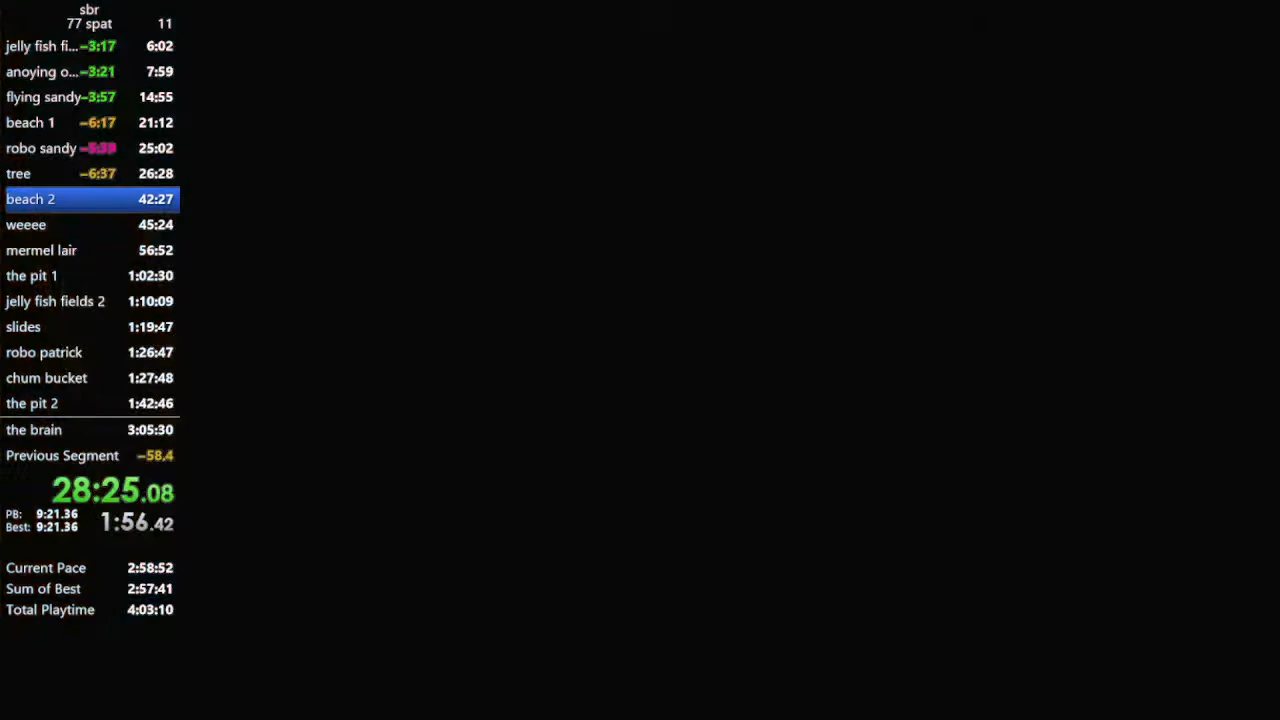 sbr
77 spat 11
jelly fish fi... −3:17 6:02
anoying o... −3:21 7:59
flying sandy −3:57 14:55
beach 1 −6:17 21:12
robo sandy 25:02
tree −6:37 26:28
beach 2 42:27
weeee 45:24
mermel lair 56:52
the pit 1 1:02:30
jelly fish fields 2 1:10:09
slides 1:19:47
robo patrick 1:26:47
chum bucket 1:27:48
the pit 2 1:42:46
the brain 3:05:30
Previous Segment −58.4
28:25.08
PB: 9:21.36
Best: 9:21.36 1:56.42
Current Pace 2:58:52
Sum of Best 2:57:41
Total Playtime 4:03:10